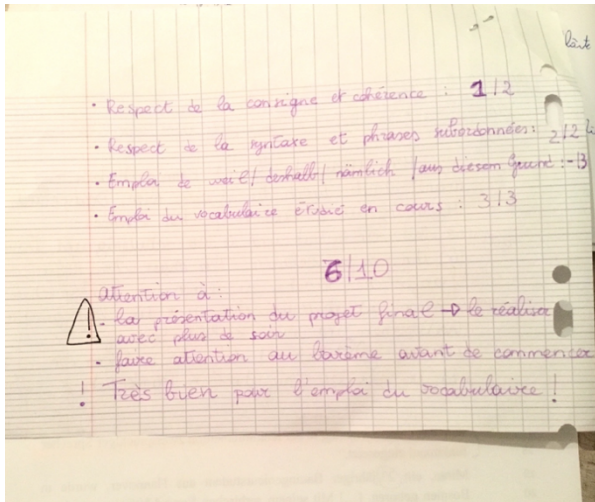 • Respect de la consigne et cohérence : 1/2
• Respect de la syntaxe et phrases subordonnées : 2/2
• Emploi de weil/ deshalb/ nämlich /aus diesem Grund : -/3
• Emploi du vocabulaire étudié en cours : 3/3
6/10
Attention à :
- la présentation du projet final → le réaliser
avec plus de soin
- faire attention au barème avant de commencer
! Très bien pour l'emploi du vocabulaire !